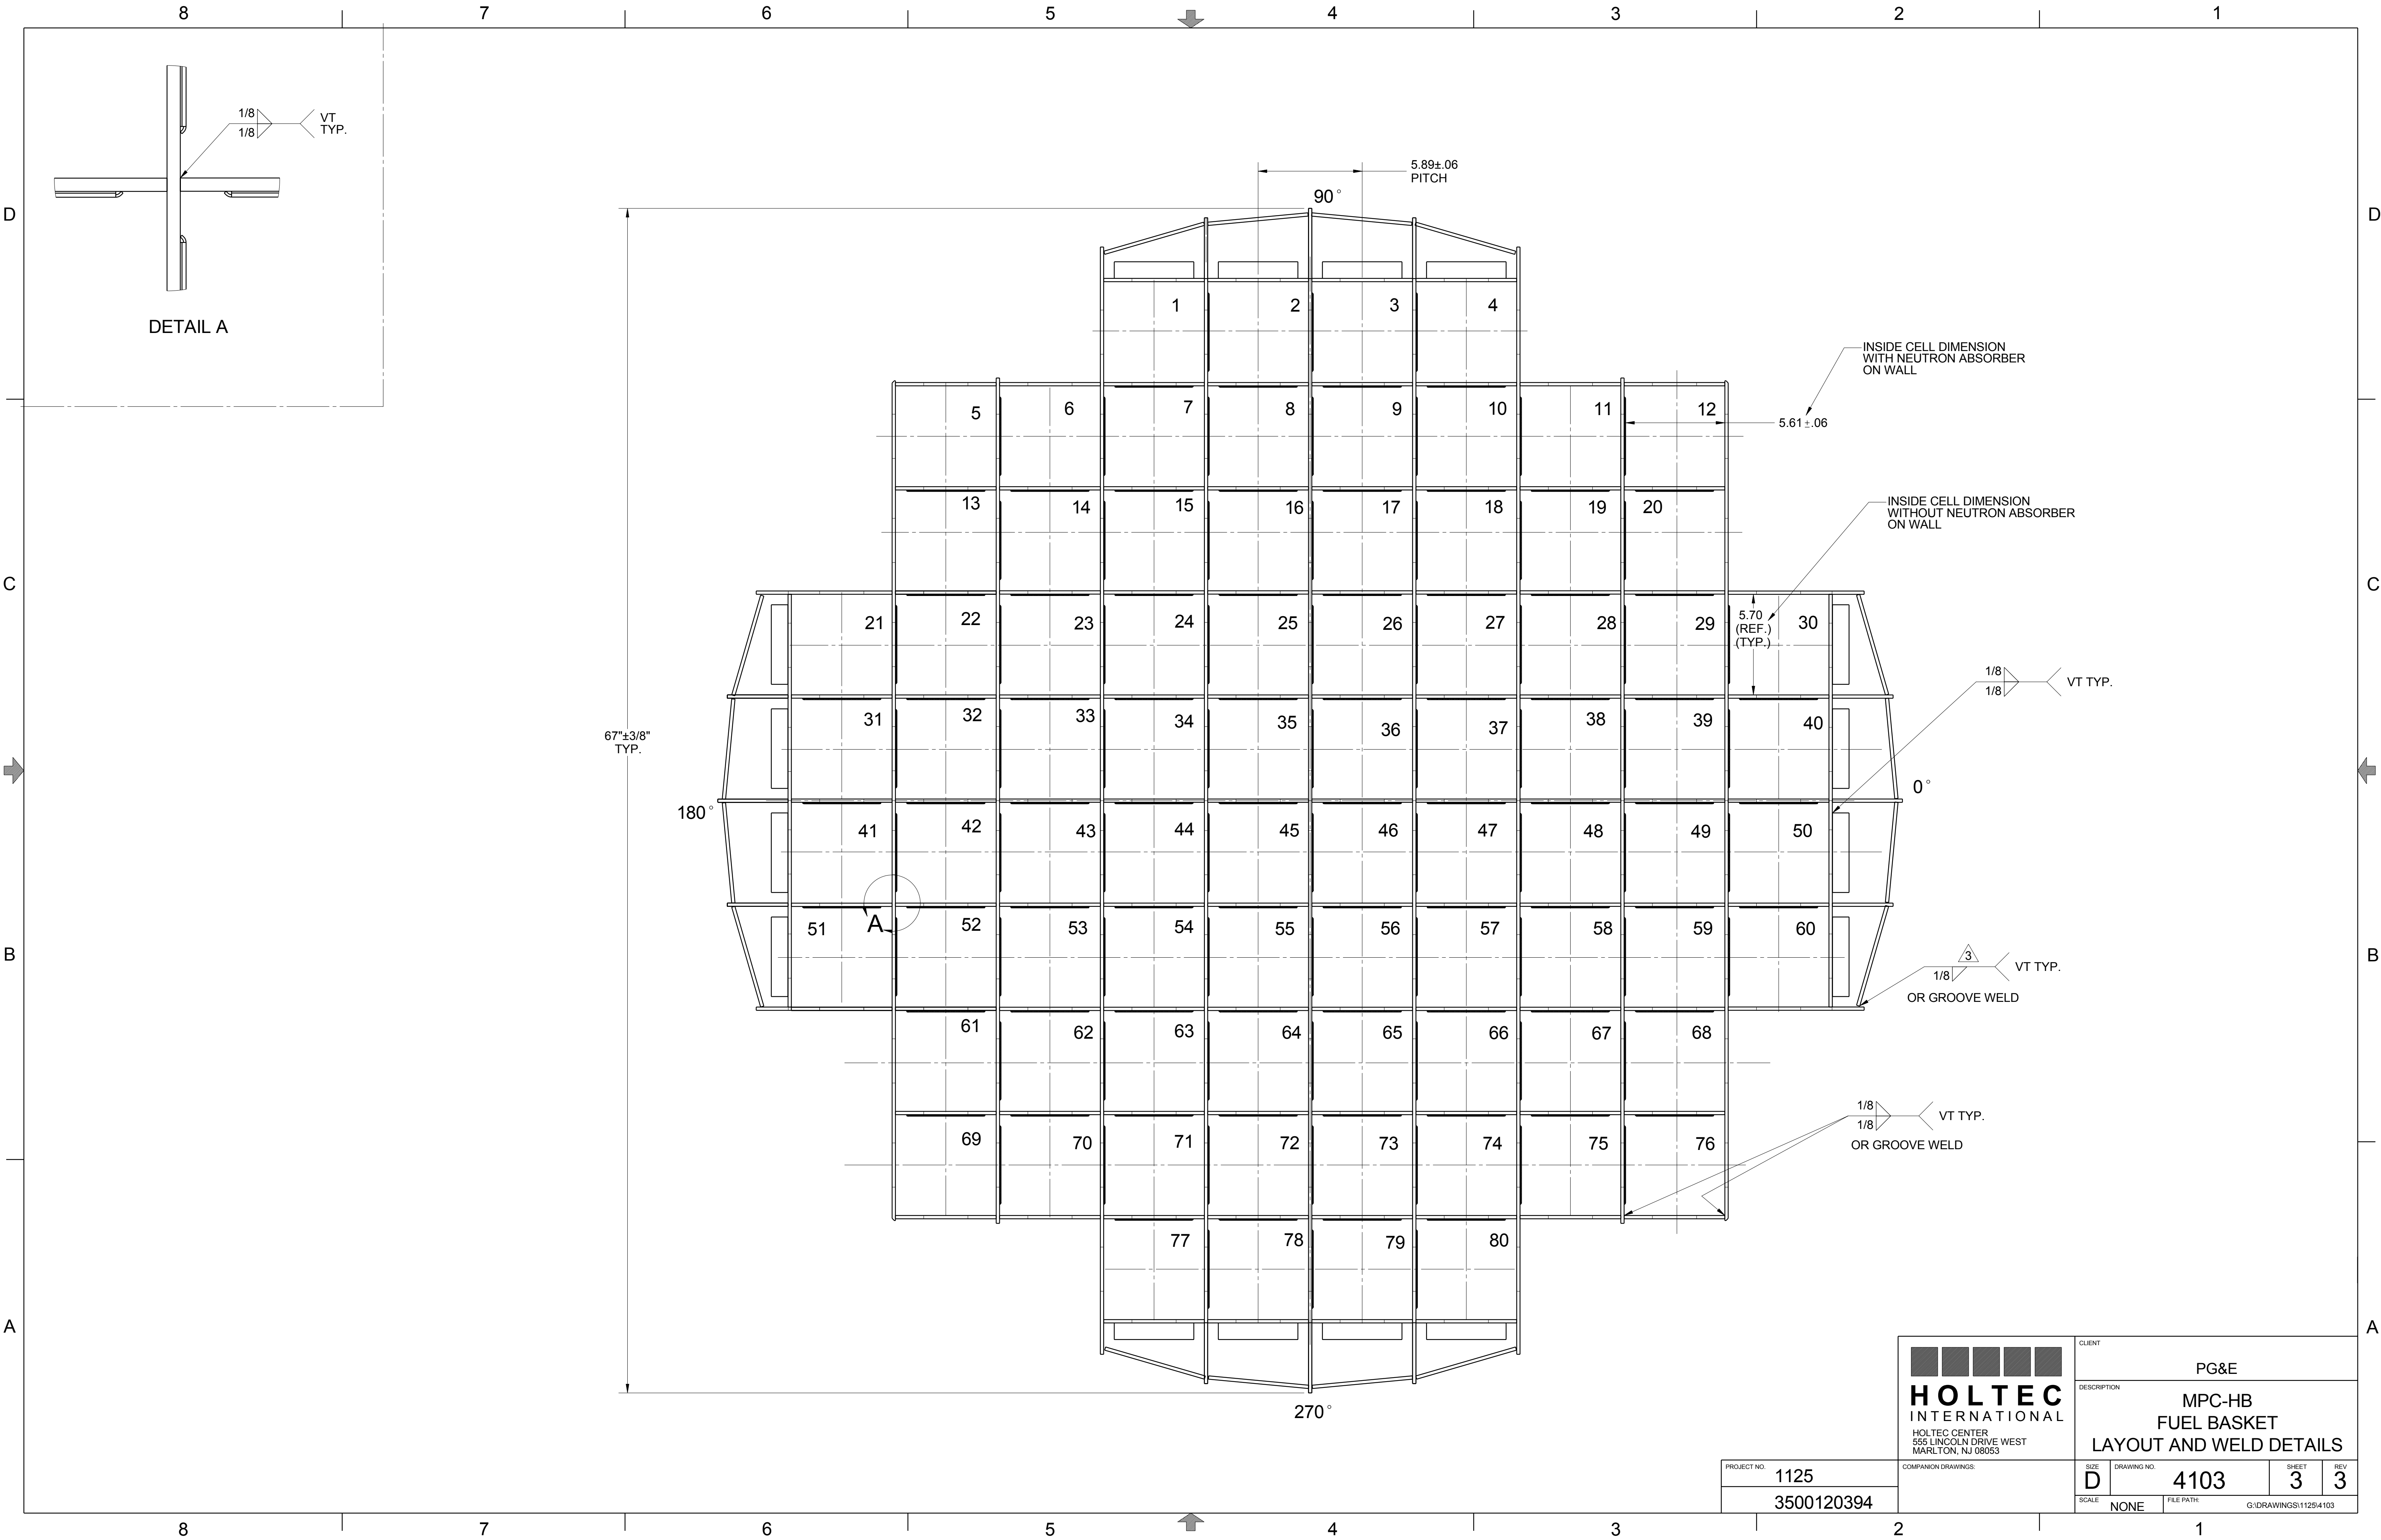 8 7 6 5 4 3 2 1
D
C
B
A
1/8
1/8
VT
TYP.
DETAIL A
5.89±.06
PITCH
90°
1 2 3 4
INSIDE CELL DIMENSION
WITH NEUTRON ABSORBER
ON WALL
5 6 7 8 9 10 11 12
5.61±.06
INSIDE CELL DIMENSION
WITHOUT NEUTRON ABSORBER
ON WALL
13 14 15 16 17 18 19 20
21 22 23 24 25 26 27 28 29 30
5.70
(REF.)
(TYP.)
1/8
1/8
VT TYP.
31 32 33 34 35 36 37 38 39 40
67"±3/8"
TYP.
180°
0°
41 42 43 44 45 46 47 48 49 50
A
51 52 53 54 55 56 57 58 59 60
3
1/8
VT TYP.
OR GROOVE WELD
61 62 63 64 65 66 67 68
1/8
1/8
VT TYP.
OR GROOVE WELD
69 70 71 72 73 74 75 76
77 78 79 80
270°
D
C
B
A
HOLTEC
INTERNATIONAL
HOLTEC CENTER
555 LINCOLN DRIVE WEST
MARLTON, NJ 08053
CLIENT
PG&E
DESCRIPTION
MPC-HB
FUEL BASKET
LAYOUT AND WELD DETAILS
PROJECT NO.
1125
3500120394
COMPANION DRAWINGS:
SIZE
D
DRAWING NO.
4103
SHEET
3
REV
3
SCALE
NONE
FILE PATH:
G:\DRAWINGS\1125\4103
8 7 6 5 4 3 2 1